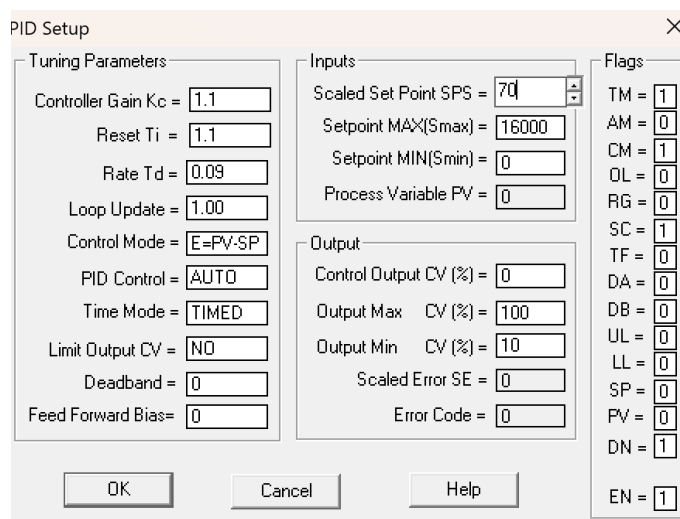 PID Setup
Tuning Parameters
Controller Gain Kc = 1.1
Reset Ti = 1.1
Rate Td = 0.09
Loop Update = 1.00
Control Mode = E=PV-SP
PID Control = AUTO
Time Mode = TIMED
Limit Output CV = NO
Deadband = 0
Feed Forward Bias= 0
Inputs
Scaled Set Point SPS = 70
Setpoint MAX(Smax) = 16000
Setpoint MIN(Smin) = 0
Process Variable PV = 0
Output
Control Output CV (%) = 0
Output Max CV (%) = 100
Output Min CV (%) = 10
Scaled Error SE = 0
Error Code = 0
Flags
TM = 1
AM = 0
CM = 1
OL = 0
RG = 0
SC = 1
TF = 0
DA = 0
DB = 0
UL = 0
LL = 0
SP = 0
PV = 0
DN = 1
EN = 1
OK
Cancel
Help